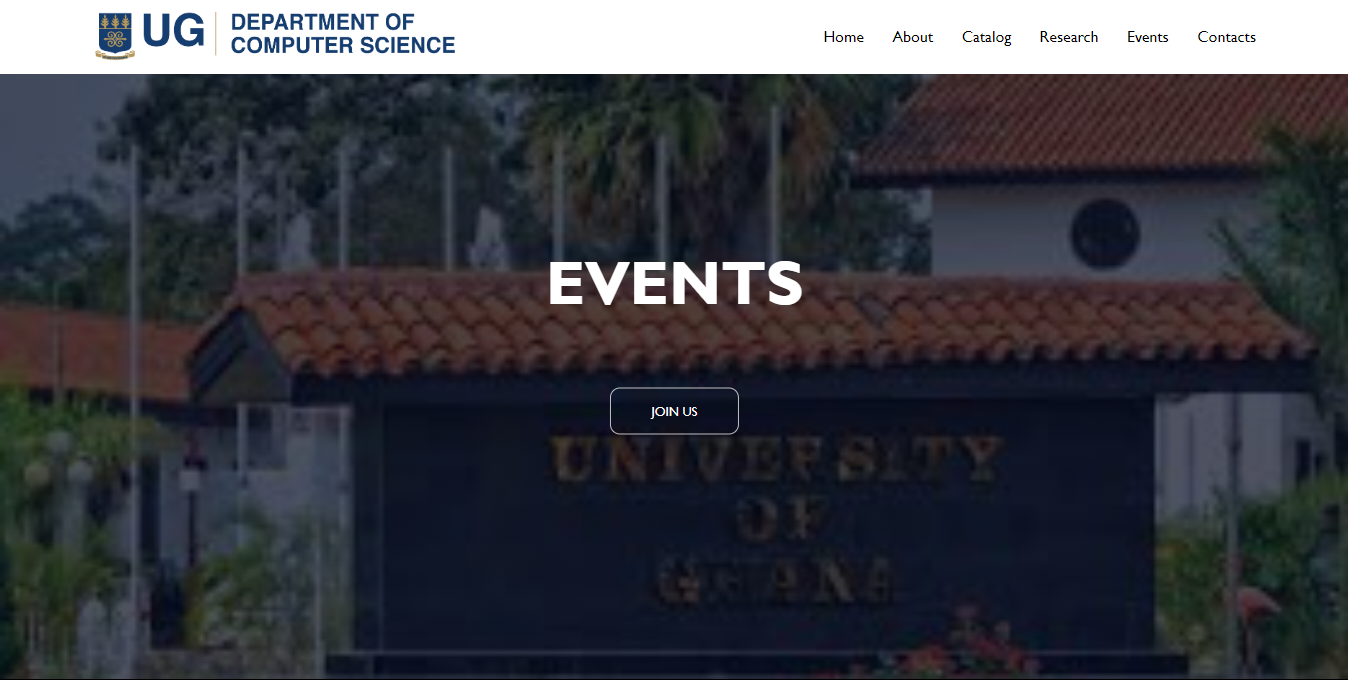 UG
DEPARTMENT OF
COMPUTER SCIENCE
Home About Catalog Research Events Contacts
EVENTS
JOIN US
UNIVERSITY
OF
GHANA